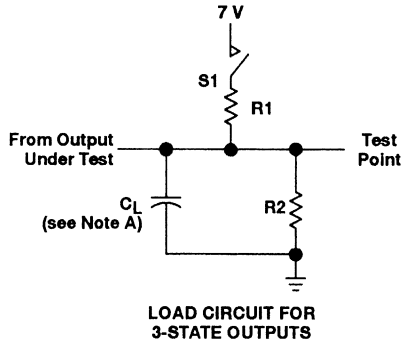 7 V
S1
R1
From Output
Under Test
Test
Point
CL
(see Note A)
R2
LOAD CIRCUIT FOR
3-STATE OUTPUTS